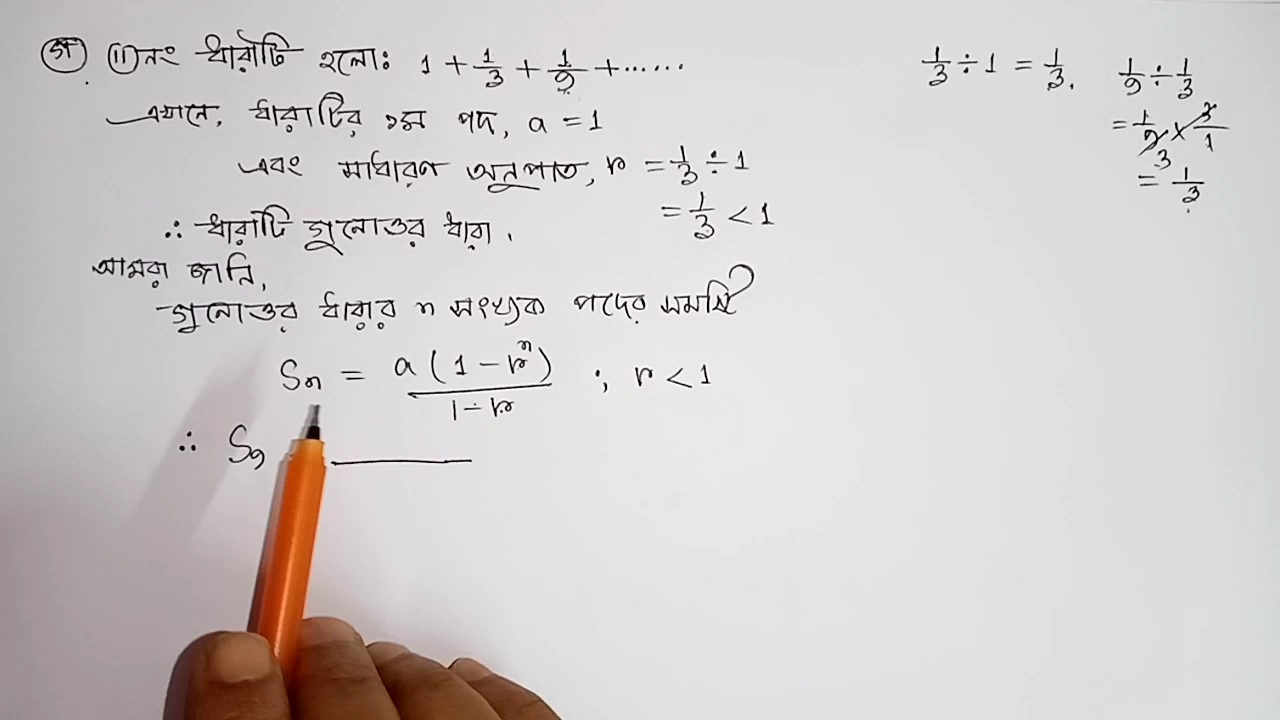 গ (ii) নং ধারাটি হলোঃ 1 + 1/3 + 1/9 + ......
এখানে, ধারাটির ১ম পদ, a = 1
এবং সাধারণ অনুপাত, r = 1/3 ÷ 1
= 1/3 < 1
∴ ধারাটি গুনোত্তর ধারা.
আমরা জানি,
গুনোত্তর ধারার n সংখ্যক পদের সমষ্টি
Sn = a(1 − r^n)/(1 − r) ; r < 1
∴ S9
1/3 ÷ 1 = 1/3.
1/9 ÷ 1/3
= 1/9 × 3/1
3
= 1/3